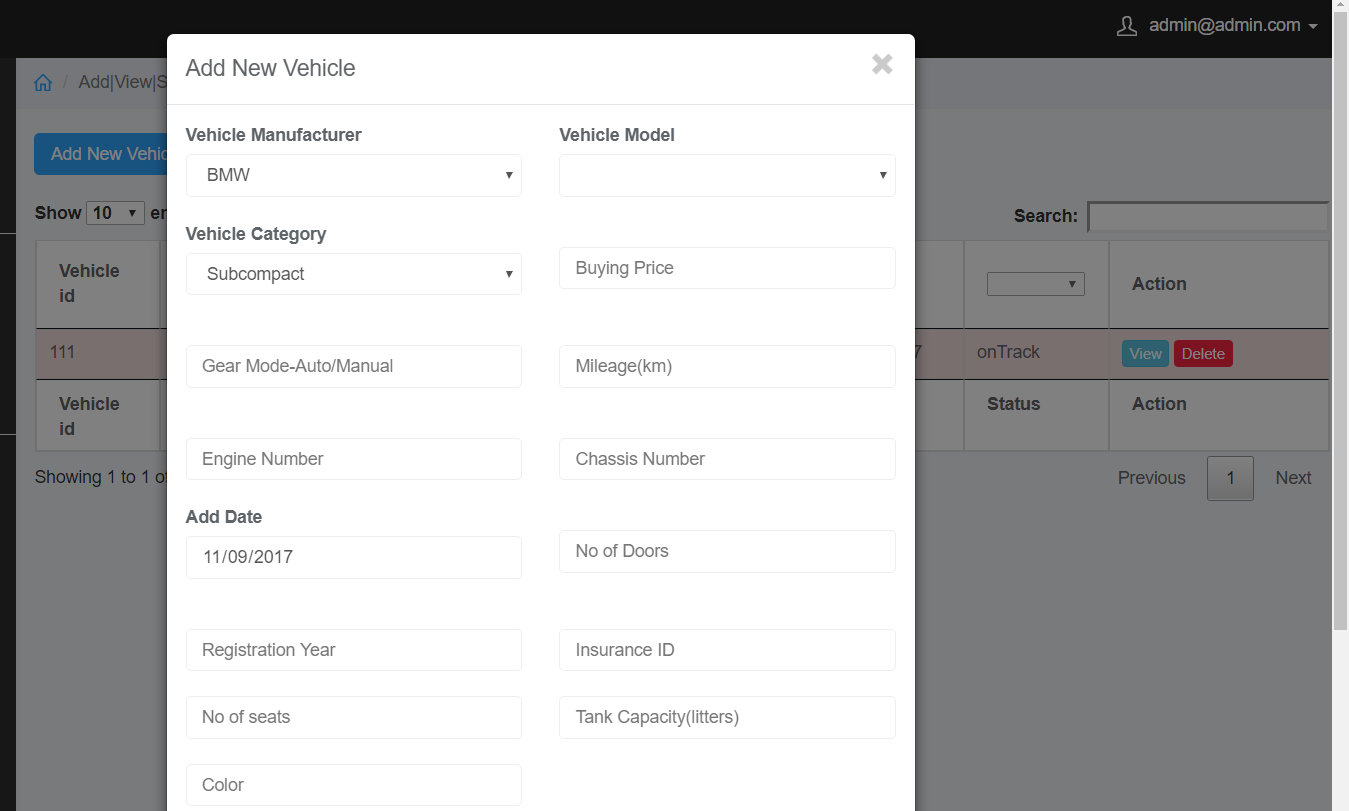 admin@admin.com
Add|View|S
Add New Vehic
Show 10 en
Search:
Vehicle
id
Action
111
7
onTrack
View
Delete
Vehicle
id
Status
Action
Showing 1 to 1 of
Previous
1
Next
Add New Vehicle
Vehicle Manufacturer
Vehicle Model
BMW
Vehicle Category
Subcompact
Buying Price
Gear Mode-Auto/Manual
Mileage(km)
Engine Number
Chassis Number
Add Date
11/09/2017
No of Doors
Registration Year
Insurance ID
No of seats
Tank Capacity(litters)
Color